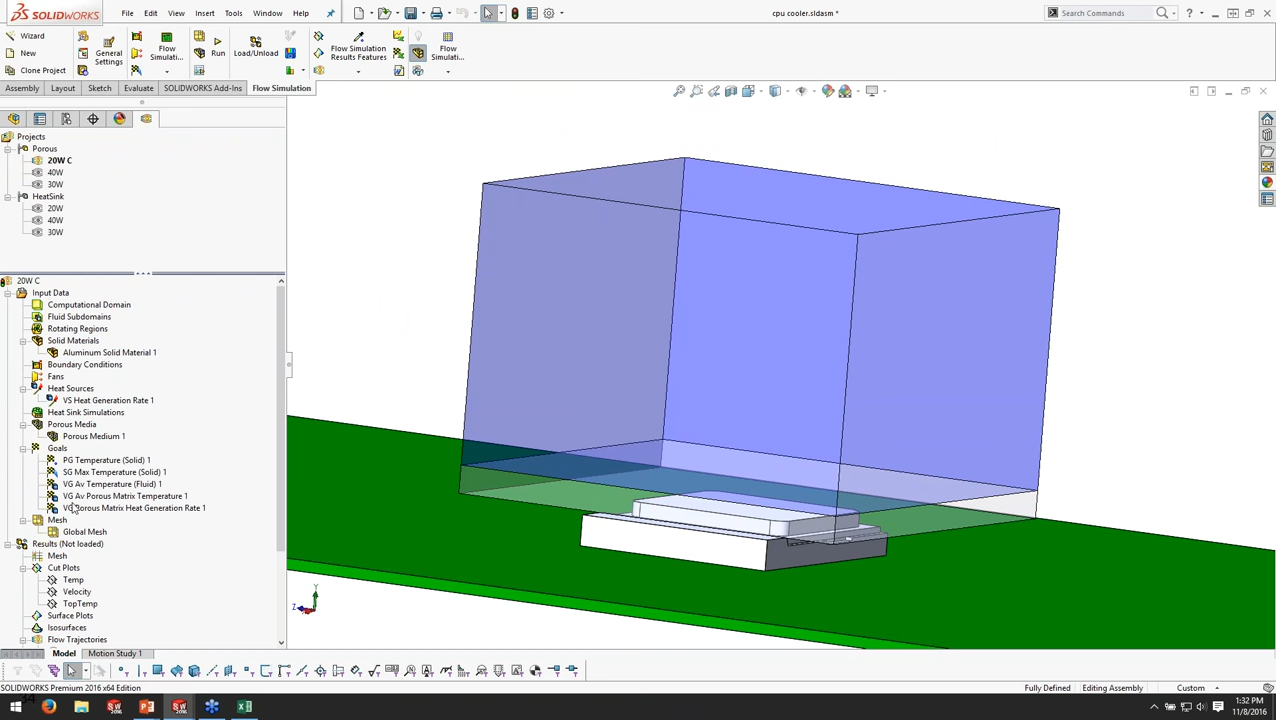 SOLIDWORKS File Edit View Insert Tools Window Help cpu cooler.sldasm * Search Commands
Wizard
New
Clone Project
General Settings
Flow Simulati...
Run
Load/Unload
Flow Simulation Results Features
Flow Simulati...
Assembly Layout Sketch Evaluate SOLIDWORKS Add-Ins Flow Simulation
Projects
Porous
20W C
40W
30W
HeatSink
20W
40W
30W
20W C
Input Data
Computational Domain
Fluid Subdomains
Rotating Regions
Solid Materials
Aluminum Solid Material 1
Boundary Conditions
Fans
Heat Sources
VS Heat Generation Rate 1
Heat Sink Simulations
Porous Media
Porous Medium 1
Goals
PG Temperature (Solid) 1
SG Max Temperature (Solid) 1
VG Av Temperature (Fluid) 1
VG Av Porous Matrix Temperature 1
VG Porous Matrix Heat Generation Rate 1
Mesh
Global Mesh
Results (Not loaded)
Mesh
Cut Plots
Temp
Velocity
TopTemp
Surface Plots
Isosurfaces
Flow Trajectories
Y
Z
Model Motion Study 1
SOLIDWORKS Premium 2016 x64 Edition Fully Defined Editing Assembly Custom
34
1:32 PM
11/8/2016